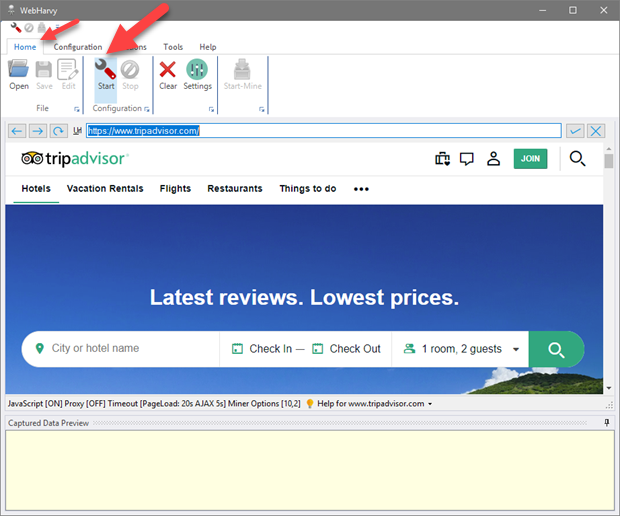 WebHarvy
Home Configuration Tools Help
Open Save Edit Start Stop Clear Settings Start-Mine
File Configuration
Url https://www.tripadvisor.com/
tripadvisor
JOIN
Hotels Vacation Rentals Flights Restaurants Things to do
Latest reviews. Lowest prices.
City or hotel name Check In — Check Out 1 room, 2 guests
JavaScript [ON] Proxy [OFF] Timeout [PageLoad: 20s AJAX 5s] Miner Options [10,2] Help for www.tripadvisor.com
Captured Data Preview